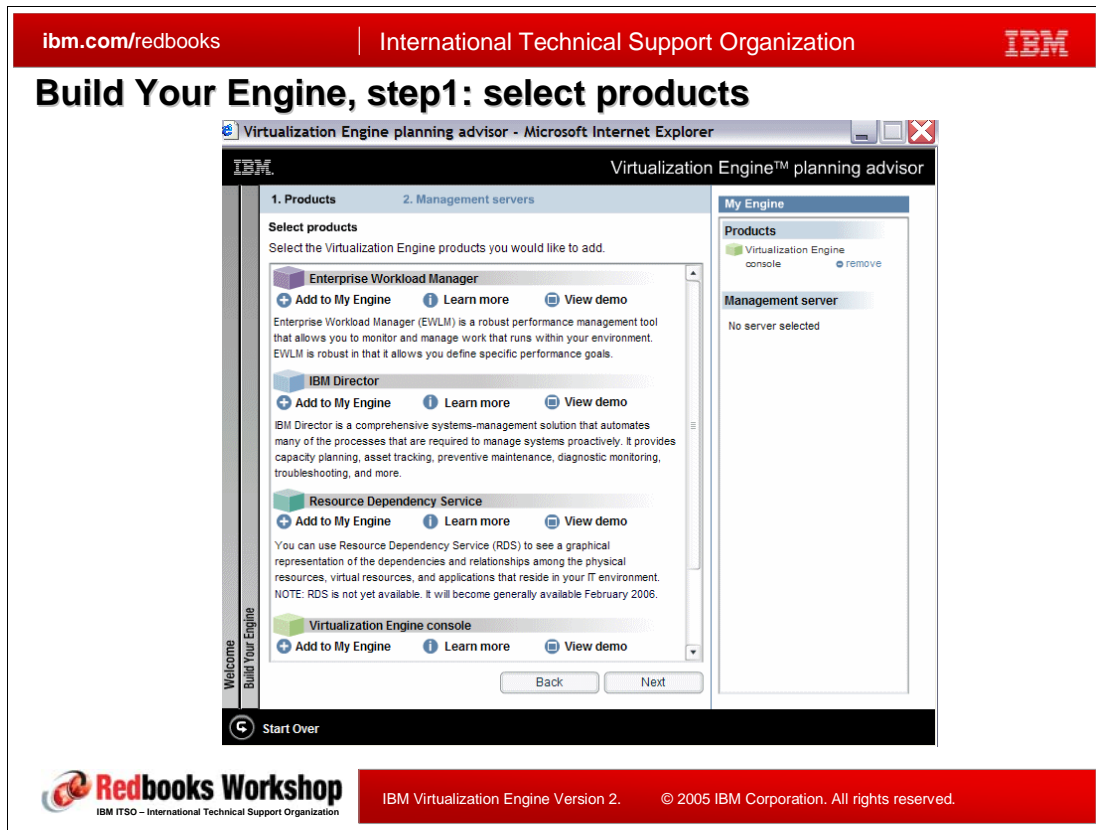 ibm.com/redbooks
International Technical Support Organization
IBM
Build Your Engine, step1: select products
Virtualization Engine planning advisor - Microsoft Internet Explorer
IBM.
Virtualization Engine™ planning advisor
1. Products
2. Management servers
Select products
Select the Virtualization Engine products you would like to add.
Enterprise Workload Manager
Add to My Engine
Learn more
View demo
Enterprise Workload Manager (EWLM) is a robust performance management tool
that allows you to monitor and manage work that runs within your environment.
EWLM is robust in that it allows you define specific performance goals.
IBM Director
Add to My Engine
Learn more
View demo
IBM Director is a comprehensive systems-management solution that automates
many of the processes that are required to manage systems proactively. It provides
capacity planning, asset tracking, preventive maintenance, diagnostic monitoring,
troubleshooting, and more.
Resource Dependency Service
Add to My Engine
Learn more
View demo
You can use Resource Dependency Service (RDS) to see a graphical
representation of the dependencies and relationships among the physical
resources, virtual resources, and applications that reside in your IT environment.
NOTE: RDS is not yet available. It will become generally available February 2006.
Virtualization Engine console
Add to My Engine
Learn more
View demo
Back
Next
My Engine
Products
Virtualization Engine
console
remove
Management server
No server selected
Welcome
Build Your Engine
Start Over
Redbooks Workshop
IBM ITSO – International Technical Support Organization
IBM Virtualization Engine Version 2.
© 2005 IBM Corporation. All rights reserved.